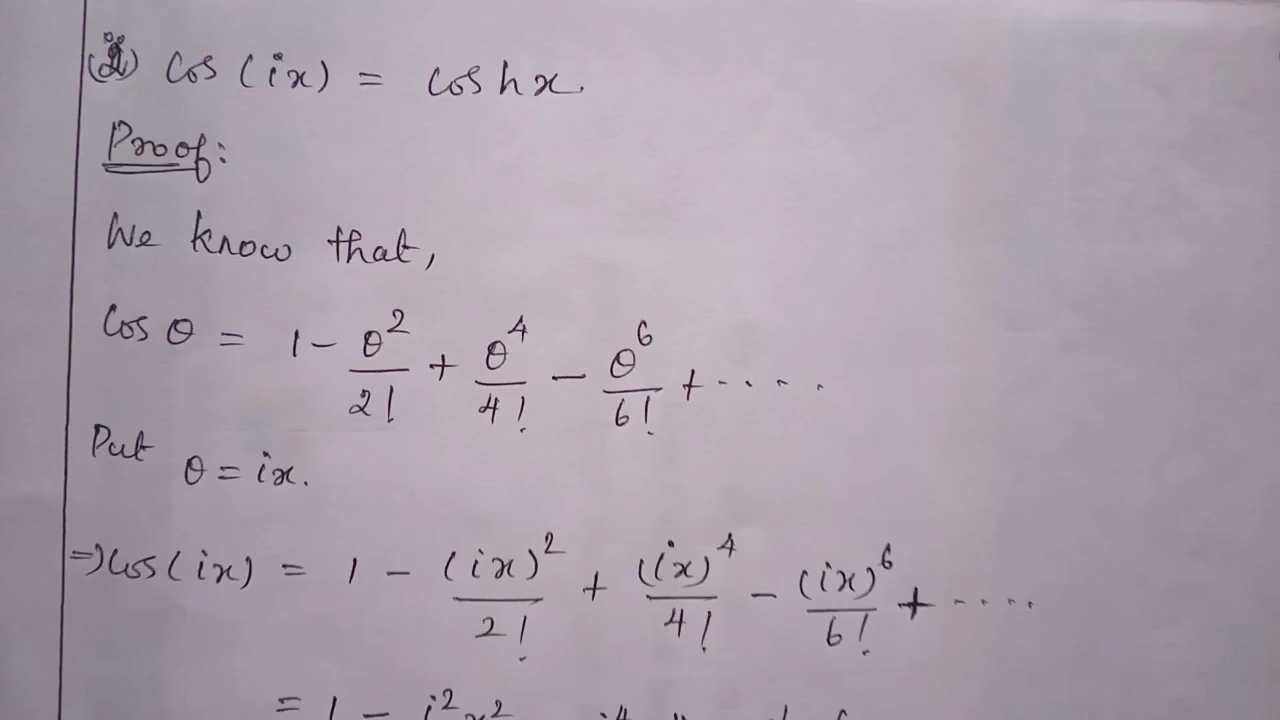 (ii) Cos (ix) = Coshx.
Proof:
We know that,
Cos θ = 1 - θ²/2! + θ⁴/4! - θ⁶/6! + ....
Put θ = ix.
⇒ Cos (ix) = 1 - (ix)²/2! + (ix)⁴/4! - (ix)⁶/6! + ....
= 1 - i²x²